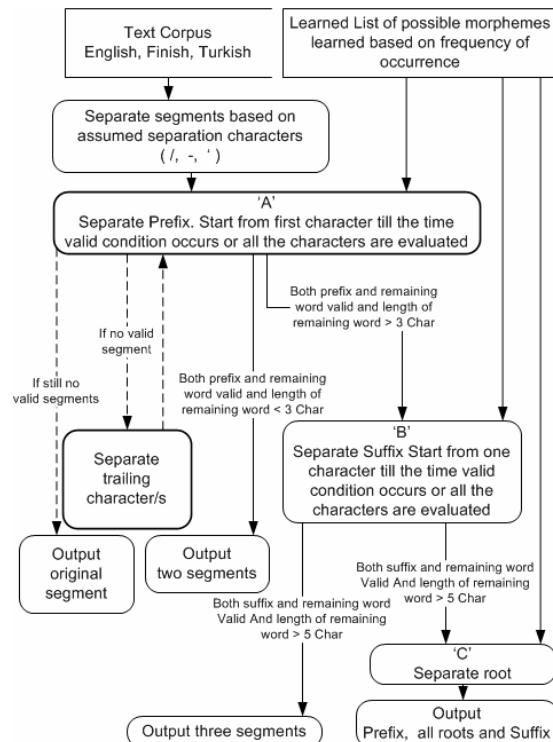 Text Corpus
English, Finish, Turkish
Learned List of possible morphemes
learned based on frequency of
occurrence
Separate segments based on
assumed separation characters
( /, -, ‘ )
‘A’
Separate Prefix. Start from first character till the time
valid condition occurs or all the characters are evaluated
Both prefix and remaining
word valid and length of
remaining word > 3 Char
If no valid
segment
If still no
valid segments
Both prefix and remaining
word valid and length of
remaining word < 3 Char
‘B’
Separate Suffix Start from one
character till the time valid
condition occurs or all the
characters are evaluated
Separate
trailing
character/s
Output
original
segment
Output
two segments
Both suffix and remaining word
Valid And length of remaining
word > 5 Char
Both suffix and remaining word
Valid And length of remaining
word > 5 Char
‘C’
Separate root
Output three segments
Output
Prefix, all roots and Suffix